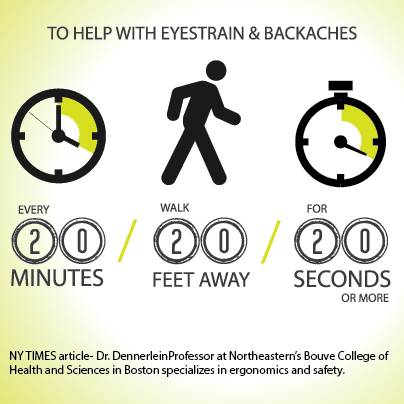 TO HELP WITH EYESTRAIN & BACKACHES
EVERY
20
MINUTES
/
WALK
20
FEET AWAY
/
FOR
20
SECONDS
OR MORE
NY TIMES article- Dr. DennerleinProfessor at Northeastern's Bouve College of
Health and Sciences in Boston specializes in ergonomics and safety.